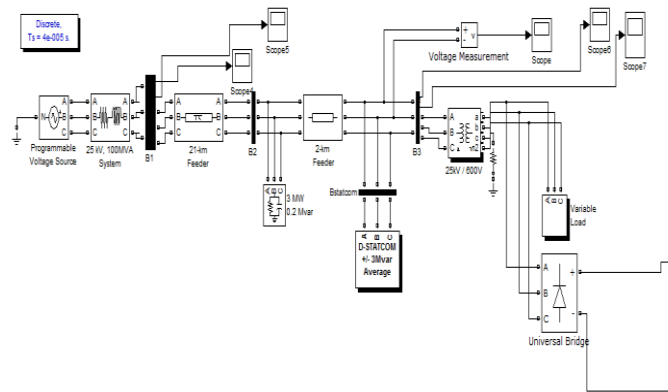 Discrete,
Ts = 4e-005 s.
Scope5
Scope4
Voltage Measurement
Scope
Scope6
Scope7
+
-
v
N
A
B
C
A
B
C
A
B
C
Programmable
Voltage Source
25 kV, 100MVA
System
B1
A
B
C
A
B
C
21-km
Feeder
B2
A
B
C
3 MW
0.2 Mvar
2-km
Feeder
Bstatcom
A
B
C
D-STATCOM
+/- 3Mvar
Average
B3
A
B
C
a
b
c
n2
25kV / 600V
A
B
C
Variable
Load
A
B
C
+
-
Universal Bridge